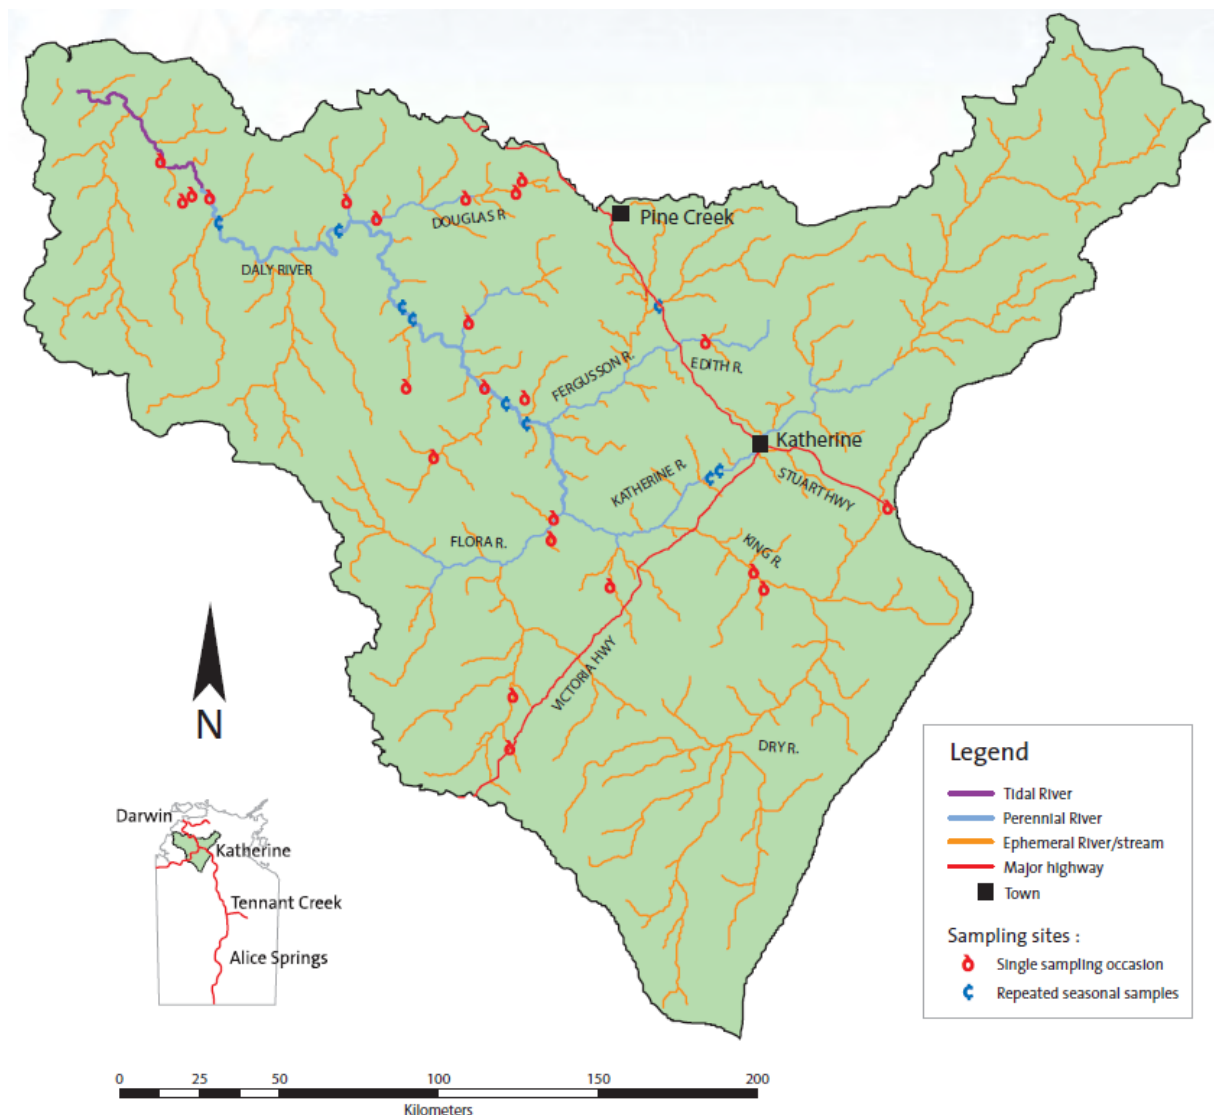 Pine Creek
DOUGLAS R
DALY RIVER
FERGUSSON R.
EDITH R.
Katherine
KATHERINE R.
STUART HWY
FLORA R.
KING R.
VICTORIA HWY
DRY R.
N
Darwin
Katherine
Tennant Creek
Alice Springs
Legend
Tidal River
Perennial River
Ephemeral River/stream
Major highway
Town
Sampling sites :
Single sampling occasion
Repeated seasonal samples
0 25 50 100 150 200
Kilometers